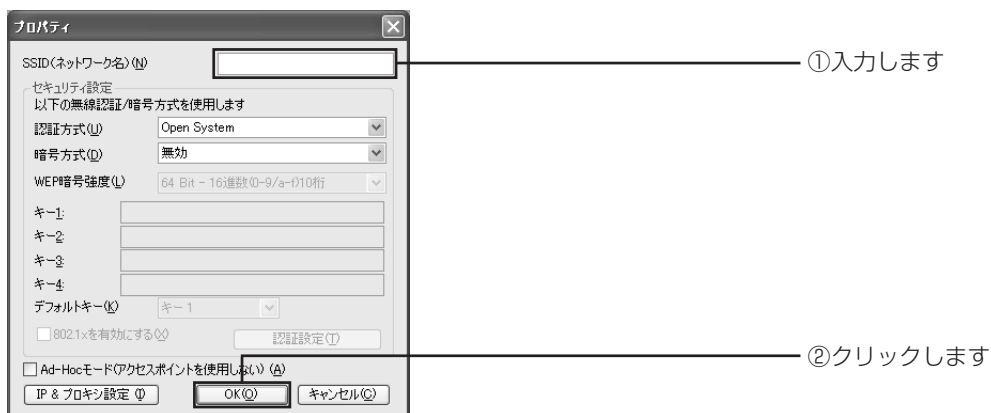 プロパティ
SSID(ネットワーク名)(N)
①入力します
セキュリティ設定
以下の無線認証/暗号方式を使用します
認証方式(U) Open System
暗号方式(D) 無効
WEP暗号強度(L) 64 Bit - 16進数(0-9/a-f)10桁
キー1:
キー2:
キー3:
キー4:
デフォルトキー(K) キー 1
802.1xを有効にする(X) 認証設定(T)
②クリックします
Ad-Hocモード(アクセスポイントを使用しない) (A)
IP & プロキシ設定 (I) OK(O) キャンセル(C)